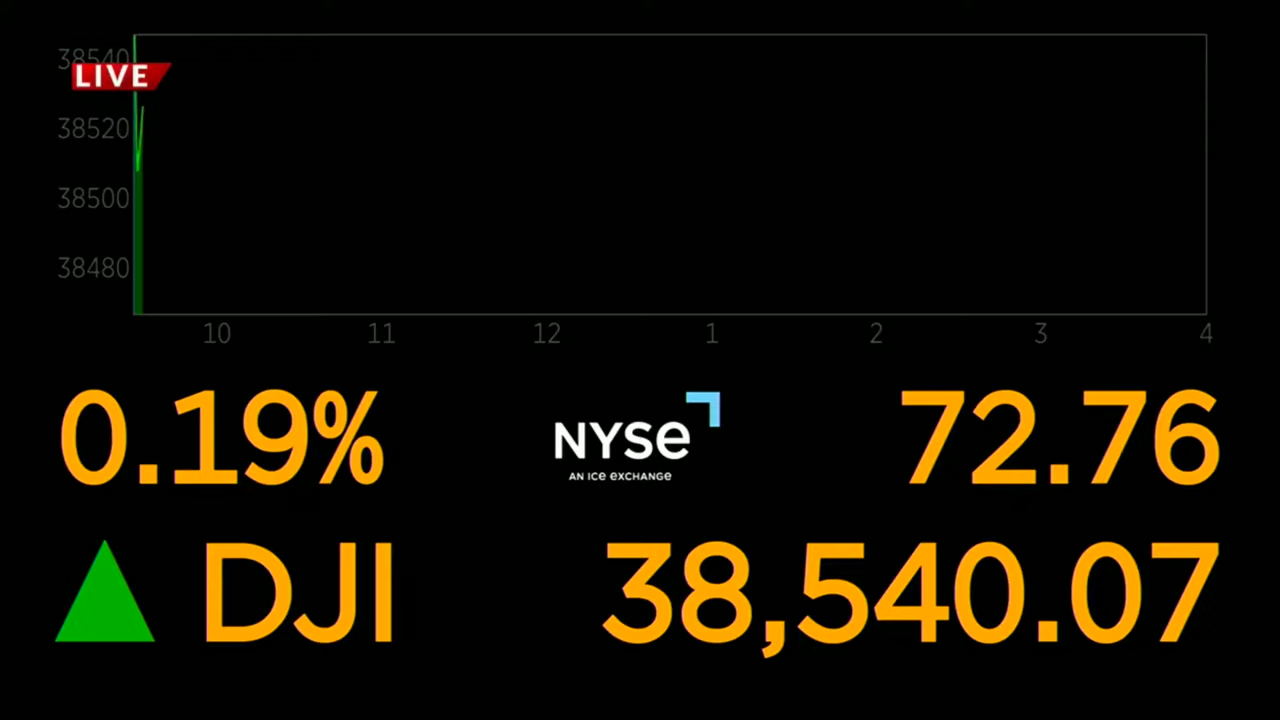 38540
LIVE
38520
38500
38480
10 11 12 1 2 3 4
0.19% NYSE 72.76
AN ICE EXCHANGE
DJI 38,540.07